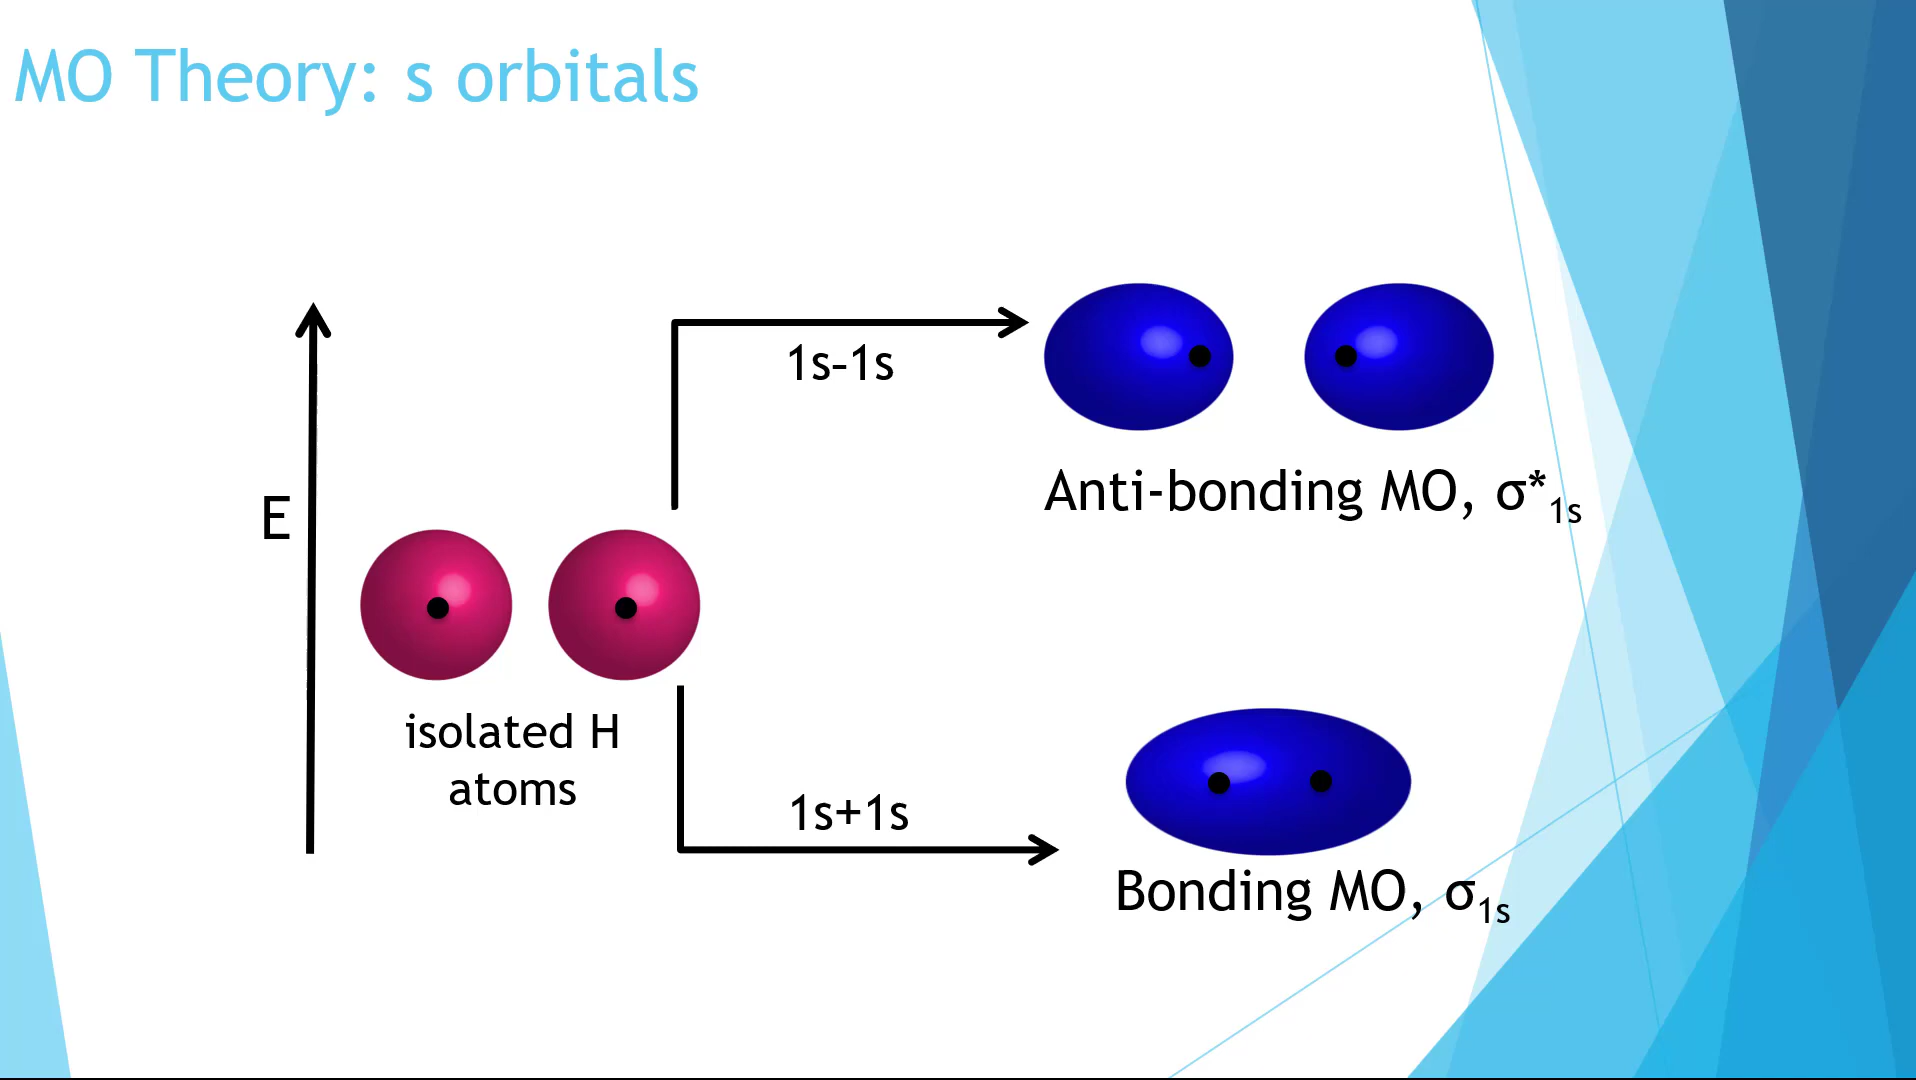 MO Theory: s orbitals
1s-1s
Anti-bonding MO, σ*1s
E
isolated H
atoms
1s+1s
Bonding MO, σ1s